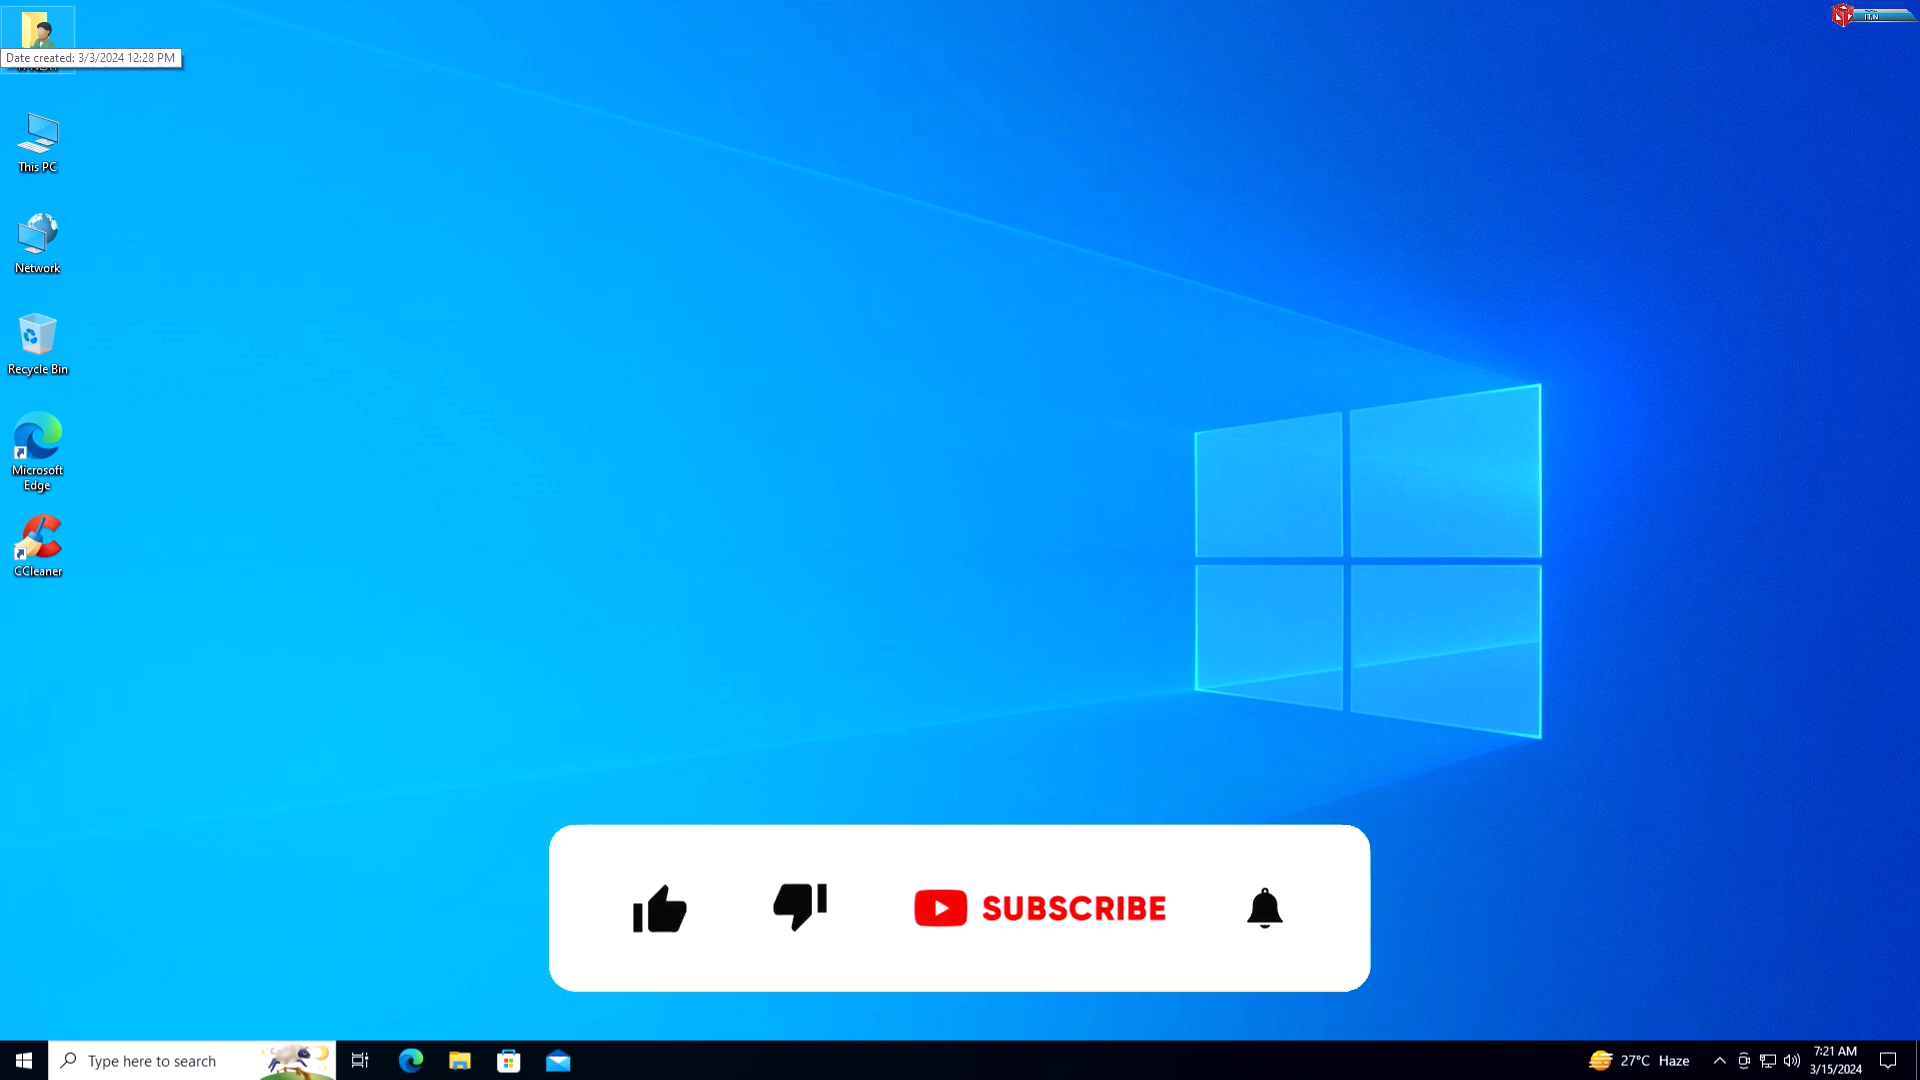 Date created: 3/3/2024 12:28 PM
This PC
Network
Recycle Bin
Microsoft
Edge
CCleaner
SUBSCRIBE
Type here to search
27°C Haze
7:21 AM
3/15/2024